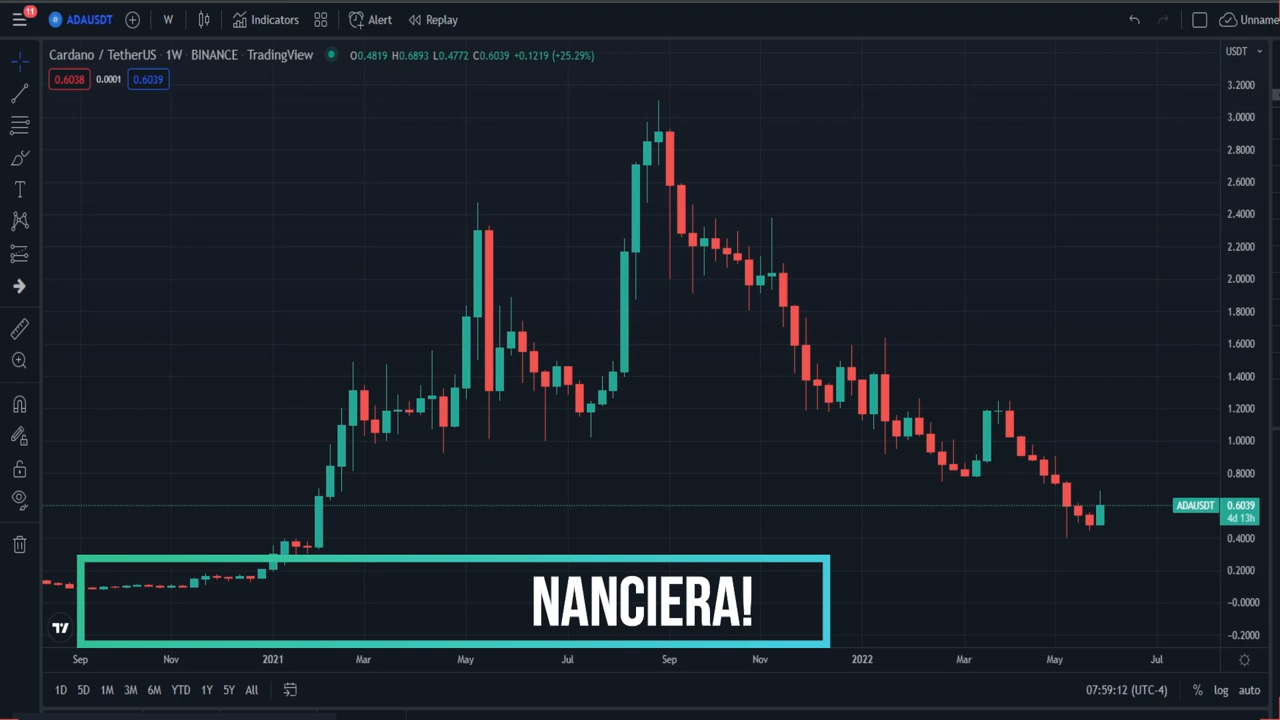 11 ADAUSDT W Indicators Alert Replay Unname
Cardano / TetherUS · 1W · BINANCE · TradingView O0.4819 H0.6893 L0.4772 C0.6039 +0.1219 (+25.29%) USDT
0.6038 0.0001 0.6039
3.2000
3.0000
2.8000
2.6000
2.4000
2.2000
2.0000
1.8000
1.6000
1.4000
1.2000
1.0000
0.8000
ADAUSDT 0.6039
4d 13h
0.4000
0.2000
-0.0000
-0.2000
NANCIERA!
Sep Nov 2021 Mar May Jul Sep Nov 2022 Mar May Jul
1D 5D 1M 3M 6M YTD 1Y 5Y All 07:59:12 (UTC-4) % log auto